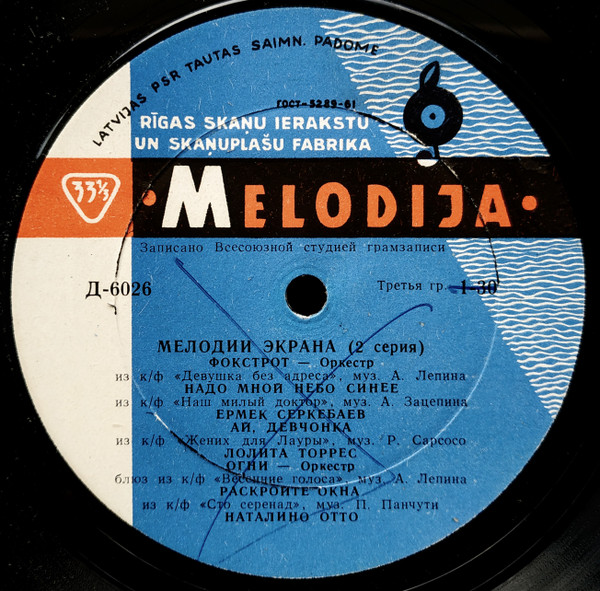 LATVIJAS PSR TAUTAS SAIMN. PADOME
ГОСТ-5289-61
RĪGAS SKAŅU IERAKSTU
UN SKAŅUPLAŠU FABRIKA
33⅓
MELODIJA
Записано Всесоюзной студией грамзаписи
Д-6026
Третья гр. 1-30
МЕЛОДИИ ЭКРАНА (2 серия)
ФОКСТРОТ — Оркестр
из к/ф «Девушка без адреса», муз. А. Лепина
НАДО МНОЙ НЕБО СИНЕЕ
из к/ф «Наш милый доктор», муз. А. Зацепина
ЕРМЕК СЕРКЕБАЕВ
АЙ, ДЕВЧОНКА
из к/ф «Жених для Лауры», муз. Р. Сарсосо
ЛОЛИТА ТОРРЕС
ОГНИ — Оркестр
блюз из к/ф «Весенние голоса», муз. А. Лепина
РАСКРОЙТЕ ОКНА
из к/ф «Сто серенад», муз. П. Панчути
НАТАЛИНО ОТТО